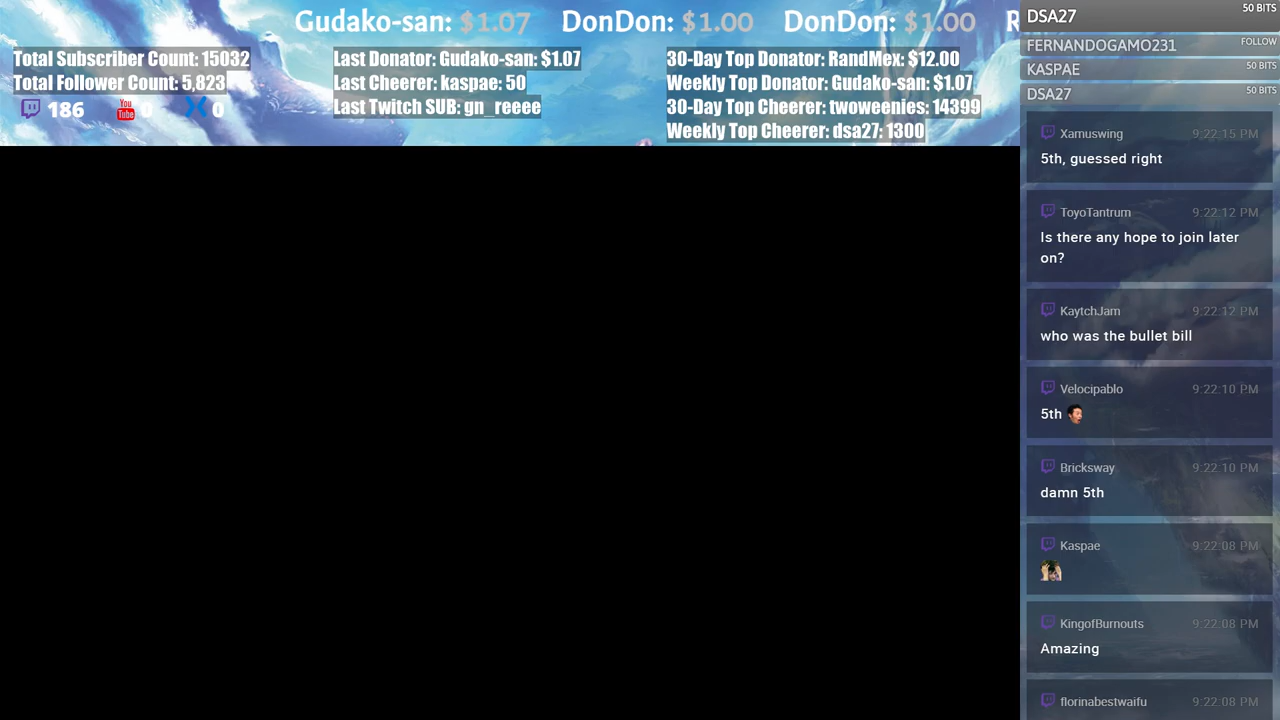 Gudako-san: $1.07 DonDon: $1.00 DonDon: $1.00 R
Total Subscriber Count: 15032
Total Follower Count: 5,823
186 You Tube 0 0
Last Donator: Gudako-san: $1.07
Last Cheerer: kaspae: 50
Last Twitch SUB: gn_reeee
30-Day Top Donator: RandMex: $12.00
Weekly Top Donator: Gudako-san: $1.07
30-Day Top Cheerer: twoweenies: 14399
Weekly Top Cheerer: dsa27: 1300
DSA27 50 BITS
FERNANDOGAMO231 FOLLOW
KASPAE 50 BITS
DSA27 50 BITS
Xamuswing 9:22:15 PM
5th, guessed right
ToyoTantrum 9:22:12 PM
Is there any hope to join later
on?
KaytchJam 9:22:12 PM
who was the bullet bill
Velocipablo 9:22:10 PM
5th
Bricksway 9:22:10 PM
damn 5th
Kaspae 9:22:08 PM
KingofBurnouts 9:22:08 PM
Amazing
florinabestwaifu 9:22:08 PM